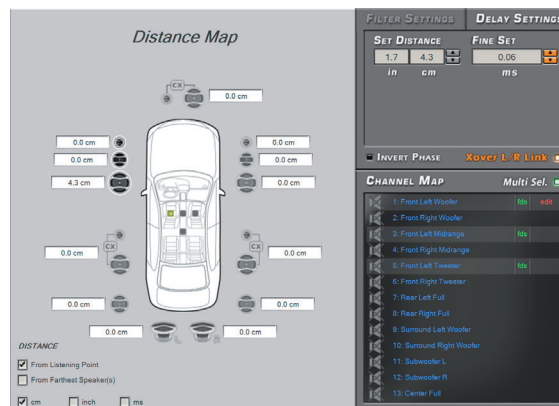 Distance Map
CX
0.0 cm
0.0 cm
0.0 cm
0.0 cm
0.0 cm
4.3 cm
0.0 cm
0.0 cm
CX
CX
0.0 cm
0.0 cm
0.0 cm
0.0 cm
L
R
0.0 cm
DISTANCE
From Listening Point
From Farthest Speaker(s)
cm
inch
ms
FILTER SETTINGS
DELAY SETTINGS
SET DISTANCE
FINE SET
1.7
4.3
0.06
in
cm
ms
INVERT PHASE
Xover L/R Link
CHANNEL MAP
Multi Sel.
1: Front Left Woofer
fds
edit
2: Front Right Woofer
3: Front Left Midrange
fds
4: Front Right Midrange
5: Front Left Tweeter
fds
6: Front Right Tweeter
7: Rear Left Full
8: Rear Right Full
9: Surround Left Woofer
10: Surround Right Woofer
11: Subwoofer L
12: Subwoofer R
13: Center Full